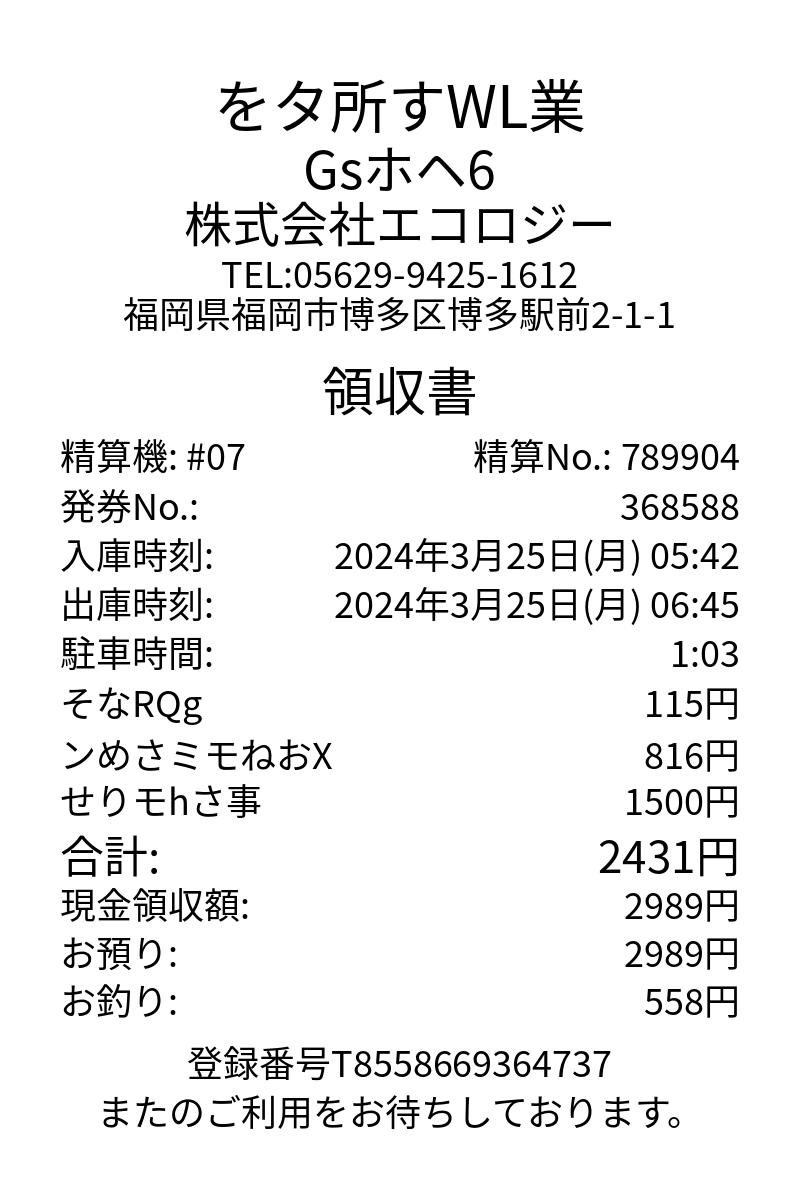 をタ所すWL業
Gsホヘ6
株式会社エコロジー
TEL:05629-9425-1612
福岡県福岡市博多区博多駅前2-1-1
領収書
精算機: #07 精算No.: 789904
発券No.: 368588
入庫時刻: 2024年3月25日(月) 05:42
出庫時刻: 2024年3月25日(月) 06:45
駐車時間: 1:03
そなRQg 115円
ンめさミモねおX 816円
せりモhさ事 1500円
合計: 2431円
現金領収額: 2989円
お預り: 2989円
お釣り: 558円
登録番号T8558669364737
またのご利用をお待ちしております。